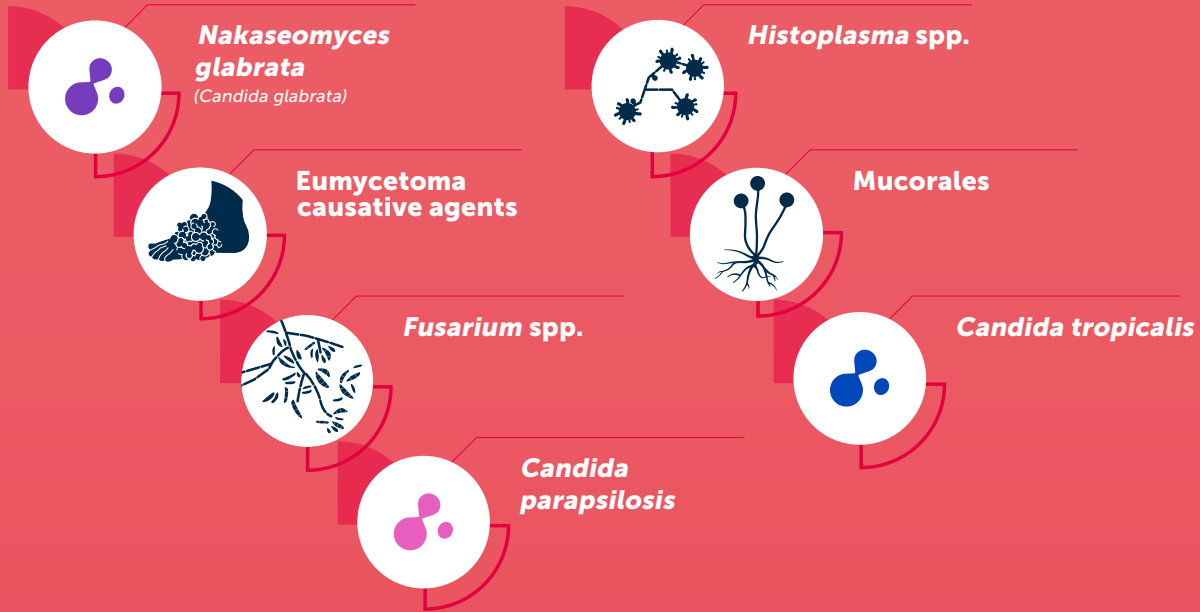 Nakaseomyces
glabrata
(Candida glabrata)
Eumycetoma
causative agents
Fusarium spp.
Candida
parapsilosis
Histoplasma spp.
Mucorales
Candida tropicalis